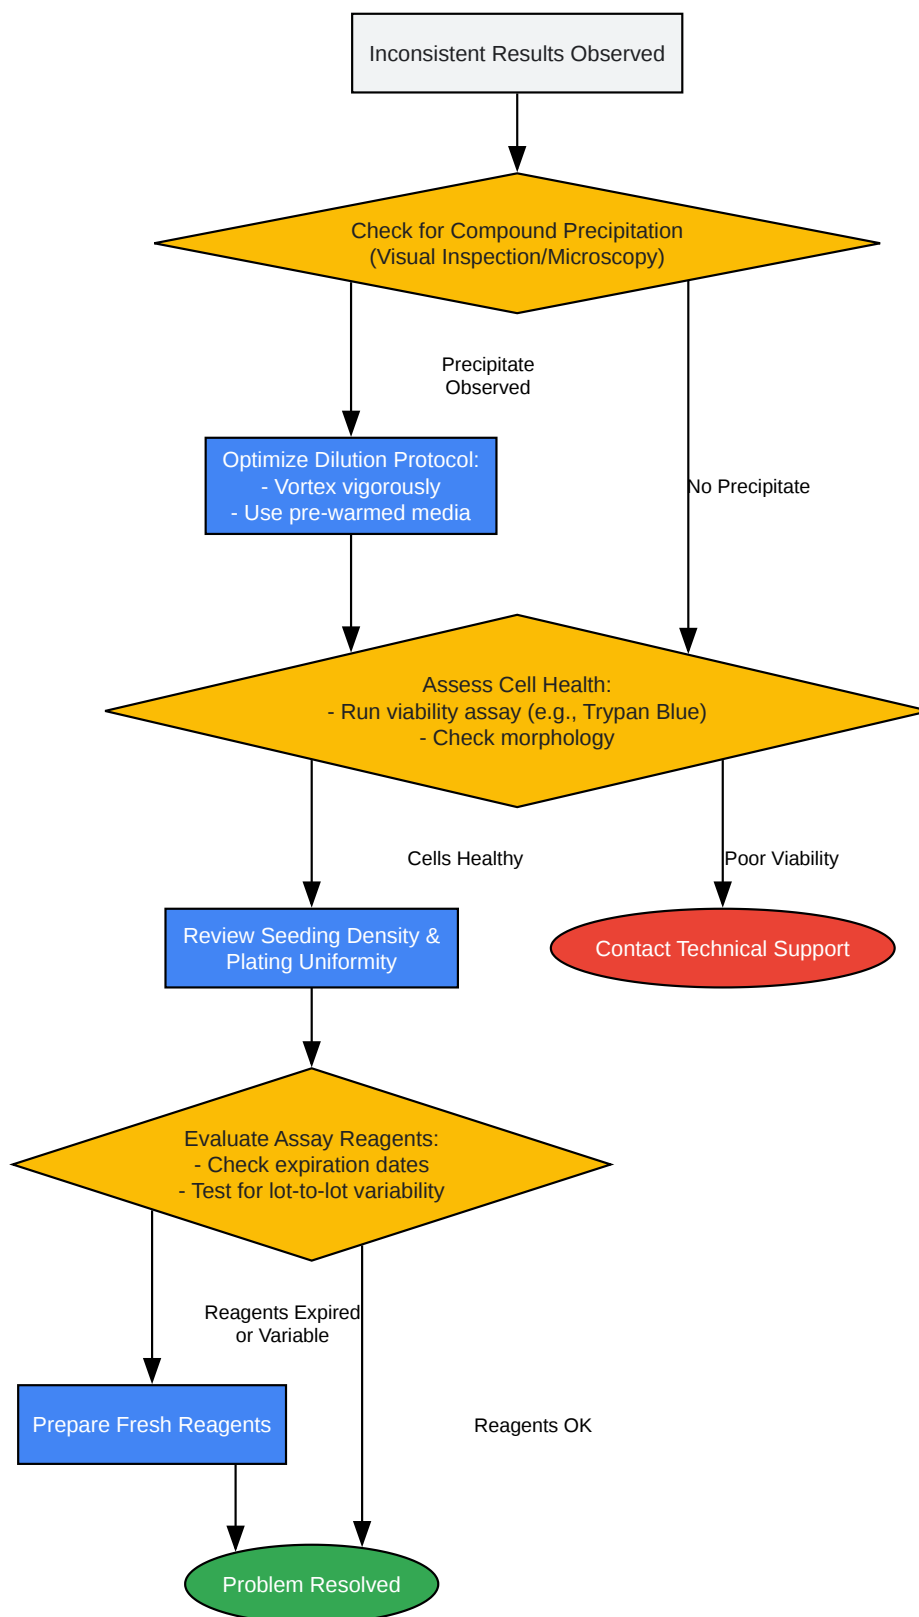 Inconsistent Results Observed
Check for Compound Precipitation
(Visual Inspection/Microscopy)
Precipitate
Observed
Optimize Dilution Protocol:
- Vortex vigorously
- Use pre-warmed media
No Precipitate
Assess Cell Health:
- Run viability assay (e.g., Trypan Blue)
- Check morphology
Cells Healthy
Poor Viability
Review Seeding Density &
Plating Uniformity
Contact Technical Support
Evaluate Assay Reagents:
- Check expiration dates
- Test for lot-to-lot variability
Reagents Expired
or Variable
Prepare Fresh Reagents
Reagents OK
Problem Resolved